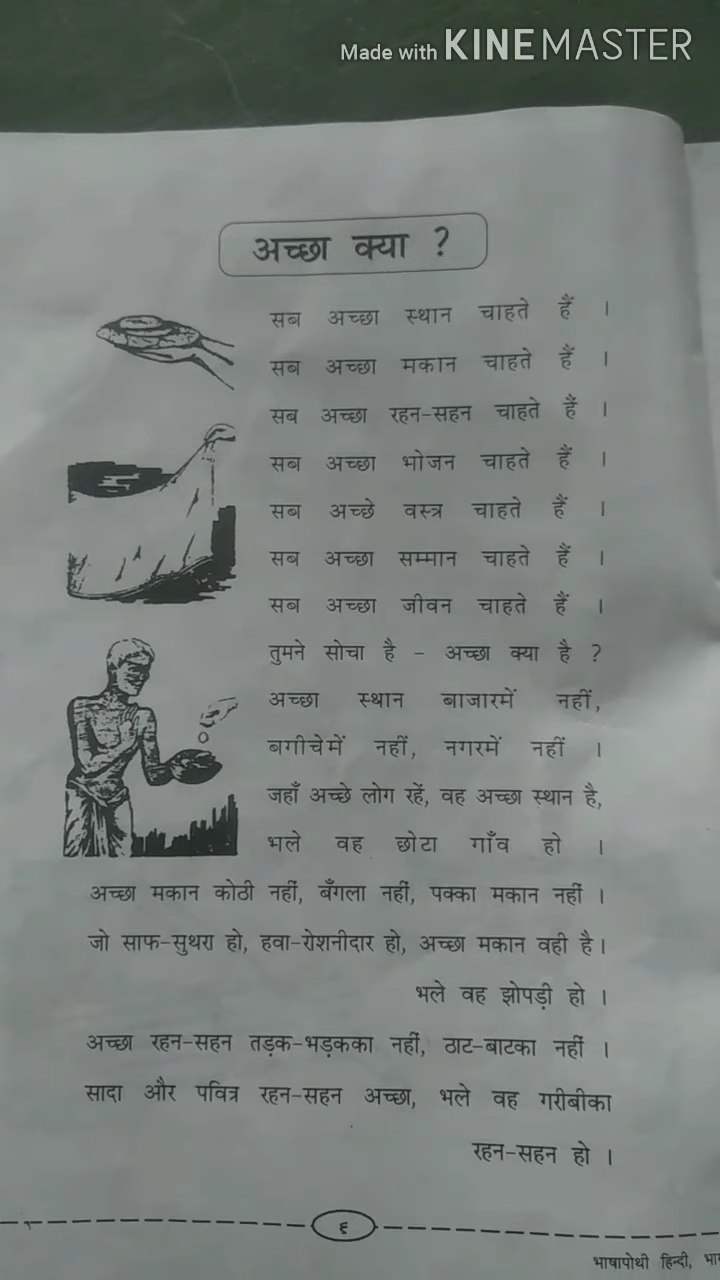 Made with KINEMASTER
अच्छा क्या ?
सब अच्छा स्थान चाहते हैं ।
सब अच्छा मकान चाहते हैं ।
सब अच्छा रहन-सहन चाहते हैं ।
सब अच्छा भोजन चाहते हैं ।
सब अच्छे वस्त्र चाहते हैं ।
सब अच्छा सम्मान चाहते हैं ।
सब अच्छा जीवन चाहते हैं ।
तुमने सोचा है - अच्छा क्या है ?
अच्छा स्थान बाजारमें नहीं,
बगीचेमें नहीं, नगरमें नहीं ।
जहाँ अच्छे लोग रहें, वह अच्छा स्थान है,
भले वह छोटा गाँव हो ।
अच्छा मकान कोठी नहीं, बँगला नहीं, पक्का मकान नहीं ।
जो साफ-सुथरा हो, हवा-रोशनीदार हो, अच्छा मकान वही है।
भले वह झोपड़ी हो ।
अच्छा रहन-सहन तड़क-भड़कका नहीं, ठाट-बाटका नहीं ।
सादा और पवित्र रहन-सहन अच्छा, भले वह गरीबीका
रहन-सहन हो ।
६
भाषापोथी हिन्दी,